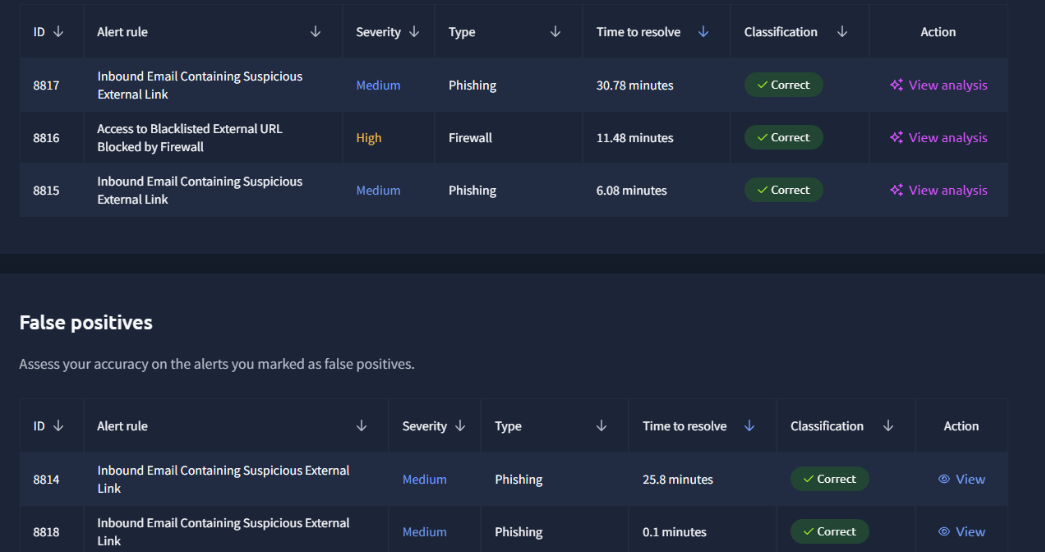 ID Alert rule Severity Type Time to resolve Classification Action
Inbound Email Containing Suspicious
8817 Medium Phishing 30.78 minutes Correct View analysis
External Link
Access to Blacklisted External URL
8816 High Firewall 11.48 minutes Correct View analysis
Blocked by Firewall
Inbound Email Containing Suspicious
8815 Medium Phishing 6.08 minutes Correct View analysis
External Link
False positives
Assess your accuracy on the alerts you marked as false positives.
ID Alert rule Severity Type Time to resolve Classification Action
Inbound Email Containing Suspicious External
8814 Medium Phishing 25.8 minutes Correct View
Link
Inbound Email Containing Suspicious External
8818 Medium Phishing 0.1 minutes Correct View
Link